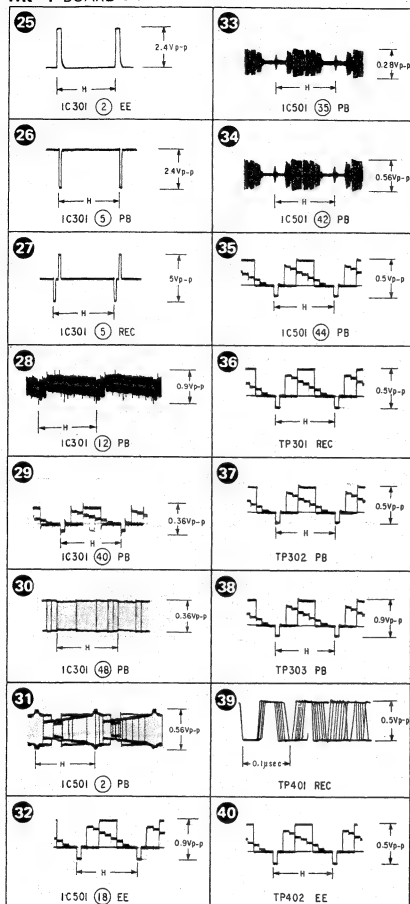 25
2.4Vp-p
H
IC301 2 EE
26
2.4Vp-p
H
IC301 5 PB
27
5Vp-p
H
IC301 5 REC
28
0.9Vp-p
H
IC301 12 PB
29
0.36Vp-p
H
IC301 40 PB
30
0.36Vp-p
H
IC301 48 PB
31
0.56Vp-p
H
IC501 2 PB
32
0.9Vp-p
H
IC501 18 EE
33
0.28Vp-p
H
IC501 35 PB
34
0.56Vp-p
H
IC501 42 PB
35
0.5Vp-p
H
IC501 44 PB
36
0.5Vp-p
H
TP301 REC
37
0.5Vp-p
H
TP302 PB
38
0.9Vp-p
H
TP303 PB
39
0.5Vp-p
0.1μsec
TP401 REC
40
0.5Vp-p
H
TP402 EE